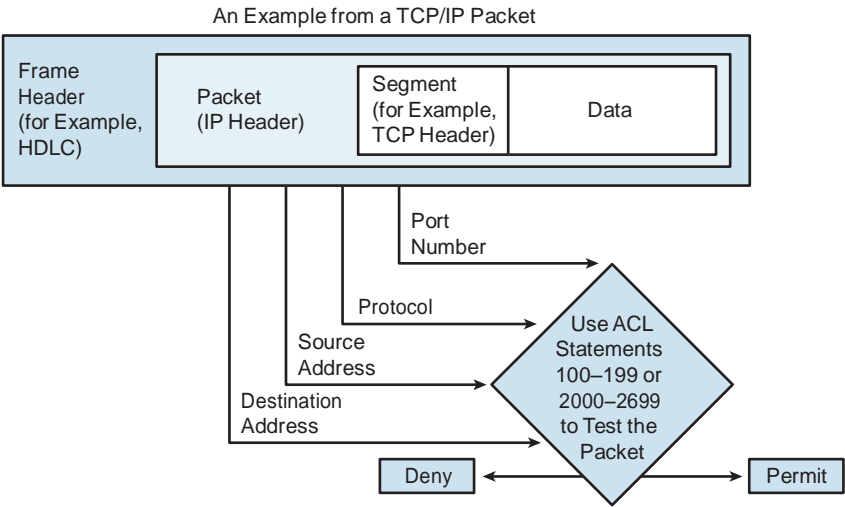 An Example from a TCP/IP Packet
Frame
Header
(for Example,
HDLC)
Packet
(IP Header)
Segment
(for Example,
TCP Header)
Data
Port
Number
Protocol
Source
Address
Destination
Address
Use ACL
Statements
100–199 or
2000–2699
to Test the
Packet
Deny
Permit